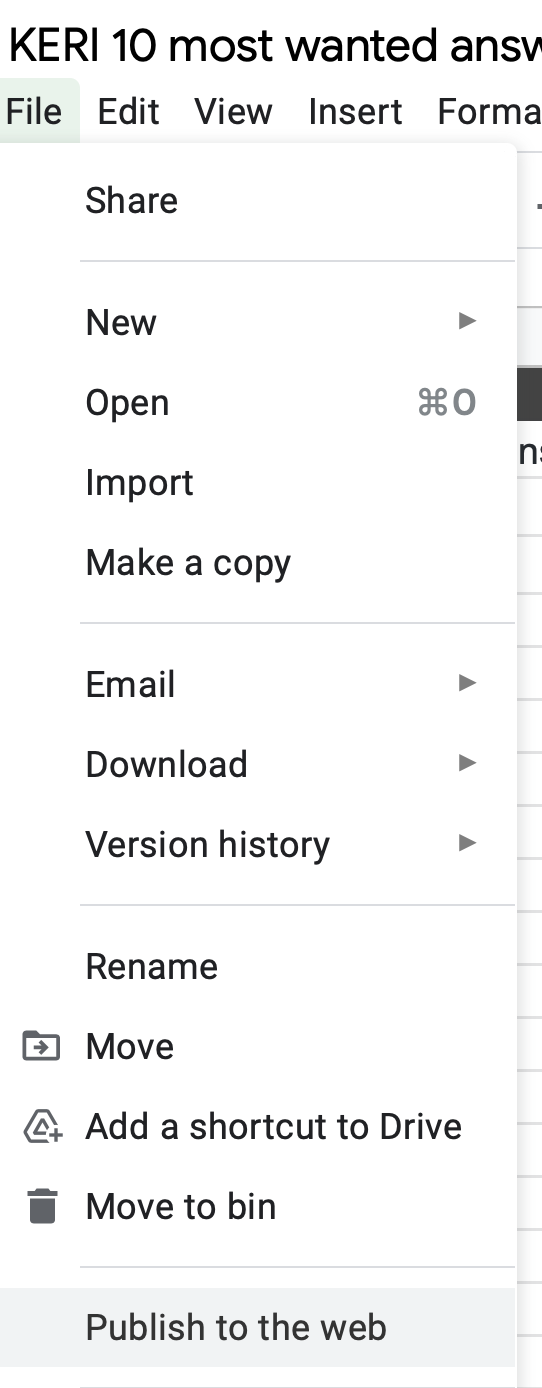 KERI 10 most wanted answ
File Edit View Insert Forma
Share
New
Open ⌘O
Import
Make a copy
Email
Download
Version history
Rename
Move
Add a shortcut to Drive
Move to bin
Publish to the web